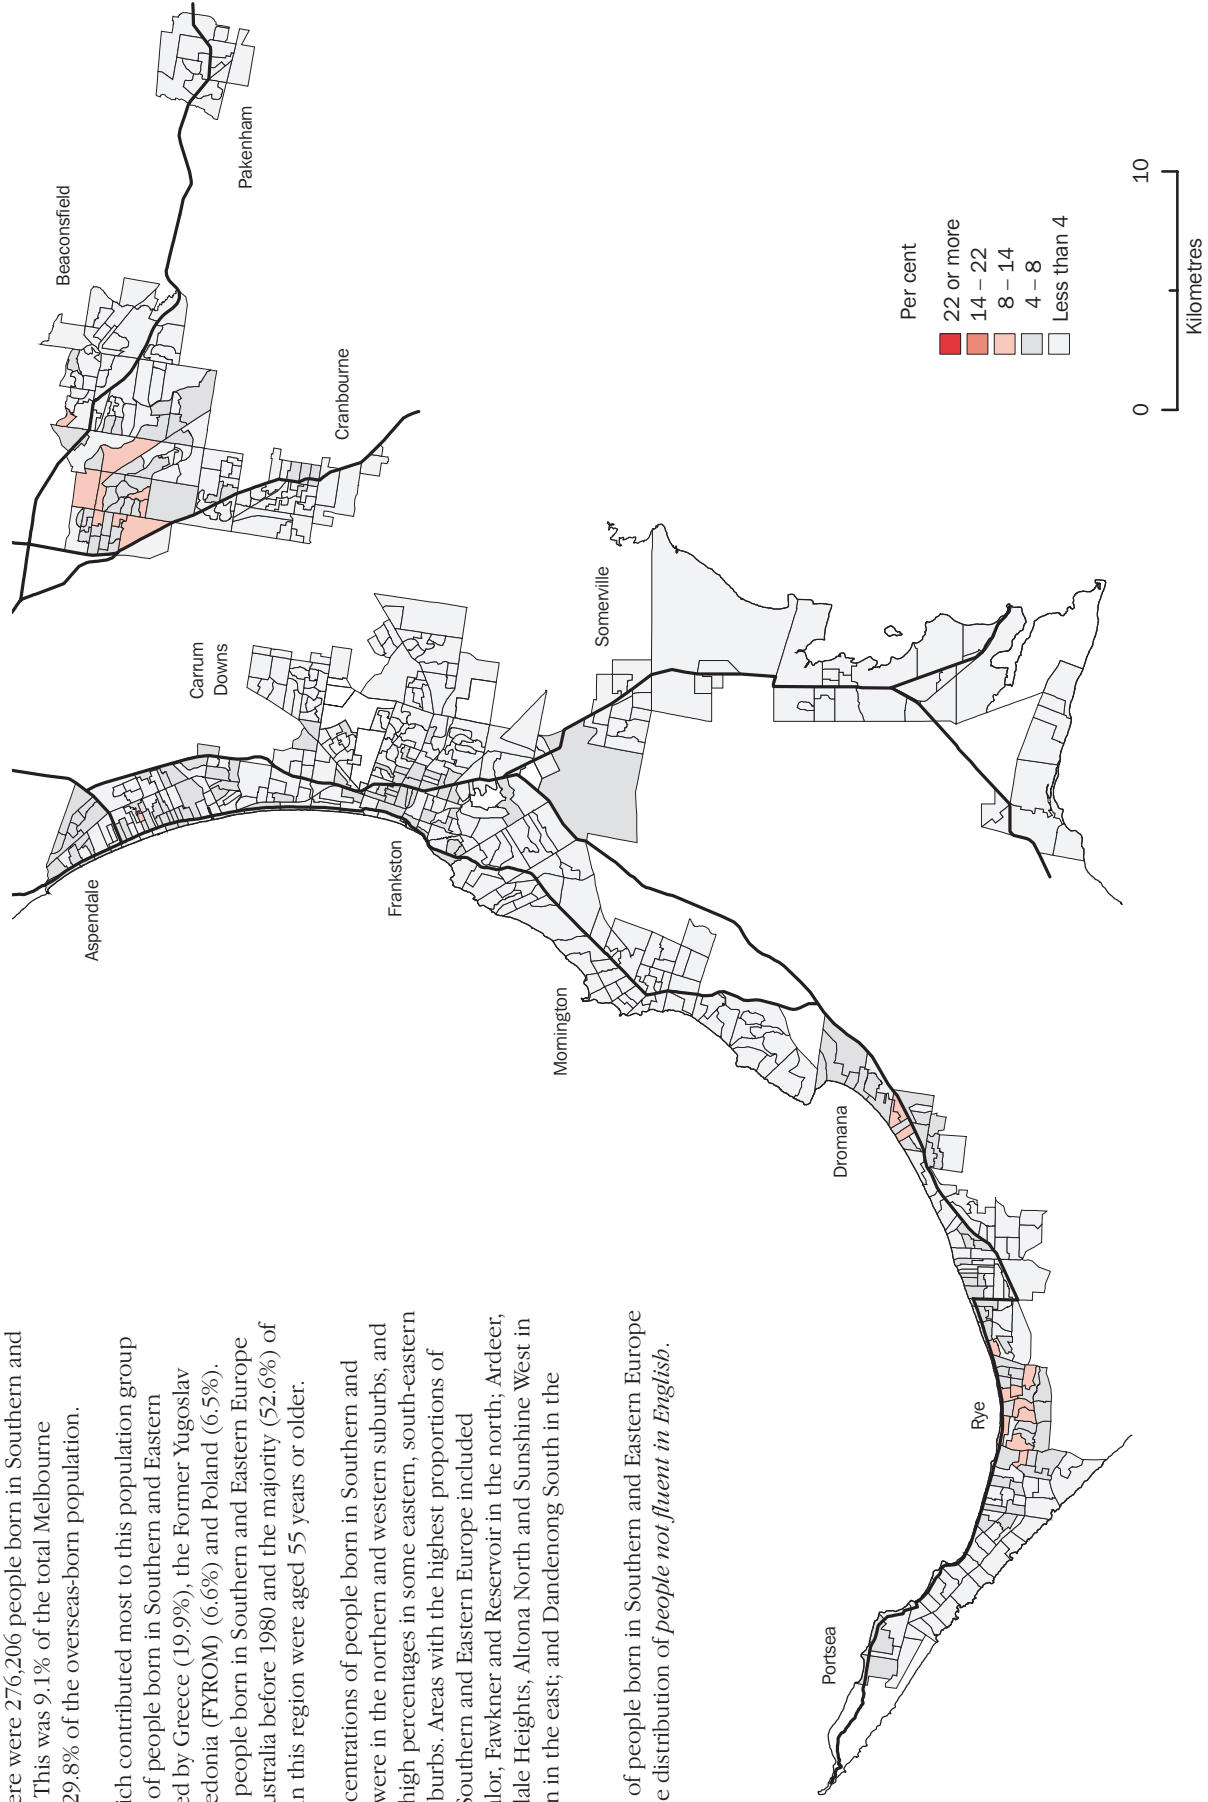 ere were 276,206 people born in Southern and
This was 9.1% of the total Melbourne
29.8% of the overseas-born population.
ich contributed most to this population group
of people born in Southern and Eastern
ed by Greece (19.9%), the Former Yugoslav
edonia (FYROM) (6.6%) and Poland (6.5%).
people born in Southern and Eastern Europe
ustralia before 1980 and the majority (52.6%) of
n this region were aged 55 years or older.
centrations of people born in Southern and
were in the northern and western suburbs, and
high percentages in some eastern, south-eastern
burbs. Areas with the highest proportions of
Southern and Eastern Europe included
lor, Fawkner and Reservoir in the north; Ardeer,
dale Heights, Altona North and Sunshine West in
n in the east; and Dandenong South in the
of people born in Southern and Eastern Europe
e distribution of people not fluent in English.
Aspendale
Carrum
Downs
Beaconsfield
Pakenham
Cranbourne
Frankston
Somerville
Mornington
Dromana
Rye
Portsea
Per cent
22 or more
14 – 22
8 – 14
4 – 8
Less than 4
0 10
Kilometres